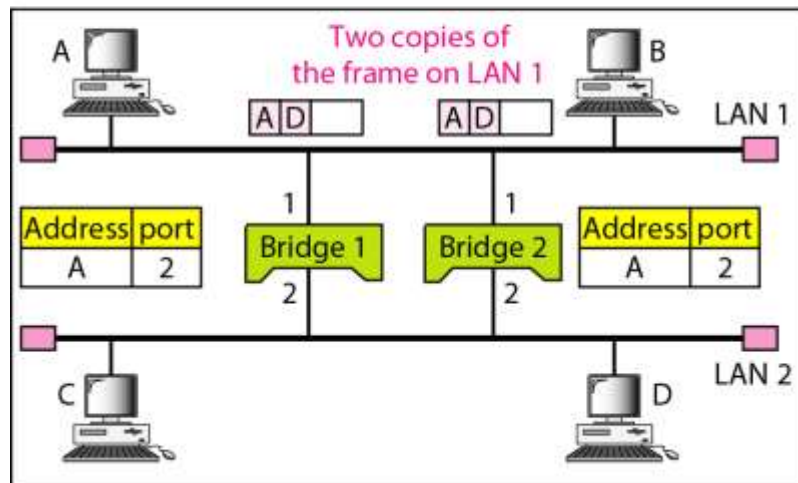 A
Two copies of
the frame on LAN 1
B
A D
A D
LAN 1
1
1
Address port
A 2
Bridge 1
Bridge 2
Address port
A 2
2
2
C
D
LAN 2